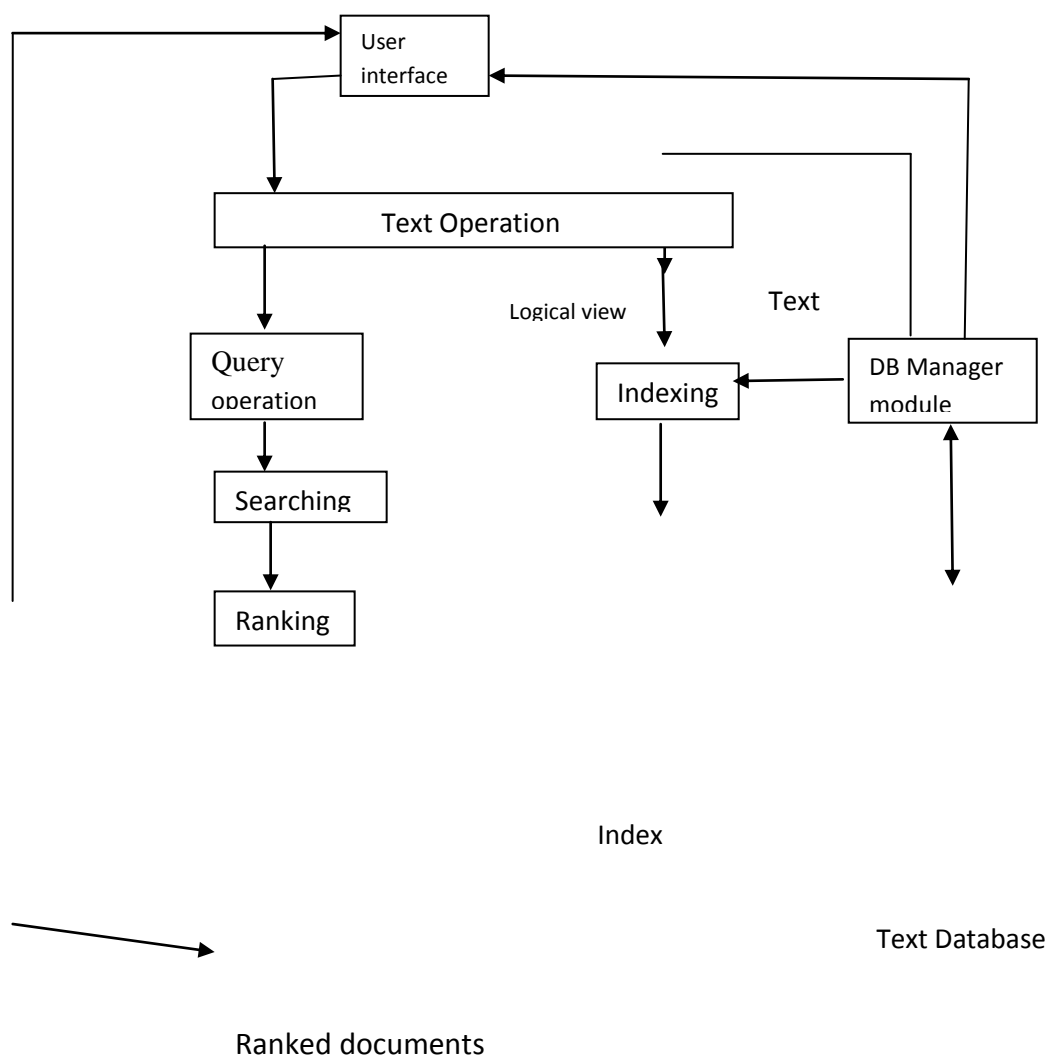 User
interface
Text Operation
Logical view
Text
Query
operation
Indexing
DB Manager
module
Searching
Ranking
Index
Text Database
Ranked documents